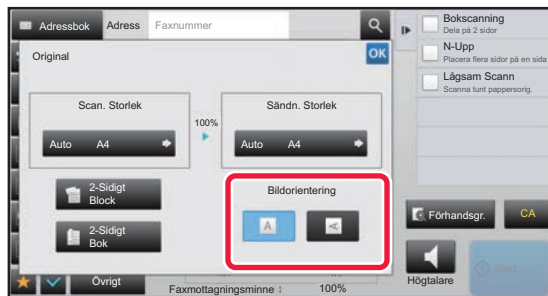 Adressbok
Adress
Faxnummer
Original
OK
Scan. Storlek
Auto A4
100%
Sändn. Storlek
Auto A4
2-Sidigt
Block
2-Sidigt
Bok
Bildorientering
A
A
Övrigt
Faxmottagningsminne :
100%
Bokscanning
Dela på 2 sidor
N-Upp
Placera flera sidor på en sida
Lågsam Scann
Scanna tunt pappersorig.
Förhandsgr.
CA
Högtalare
Start